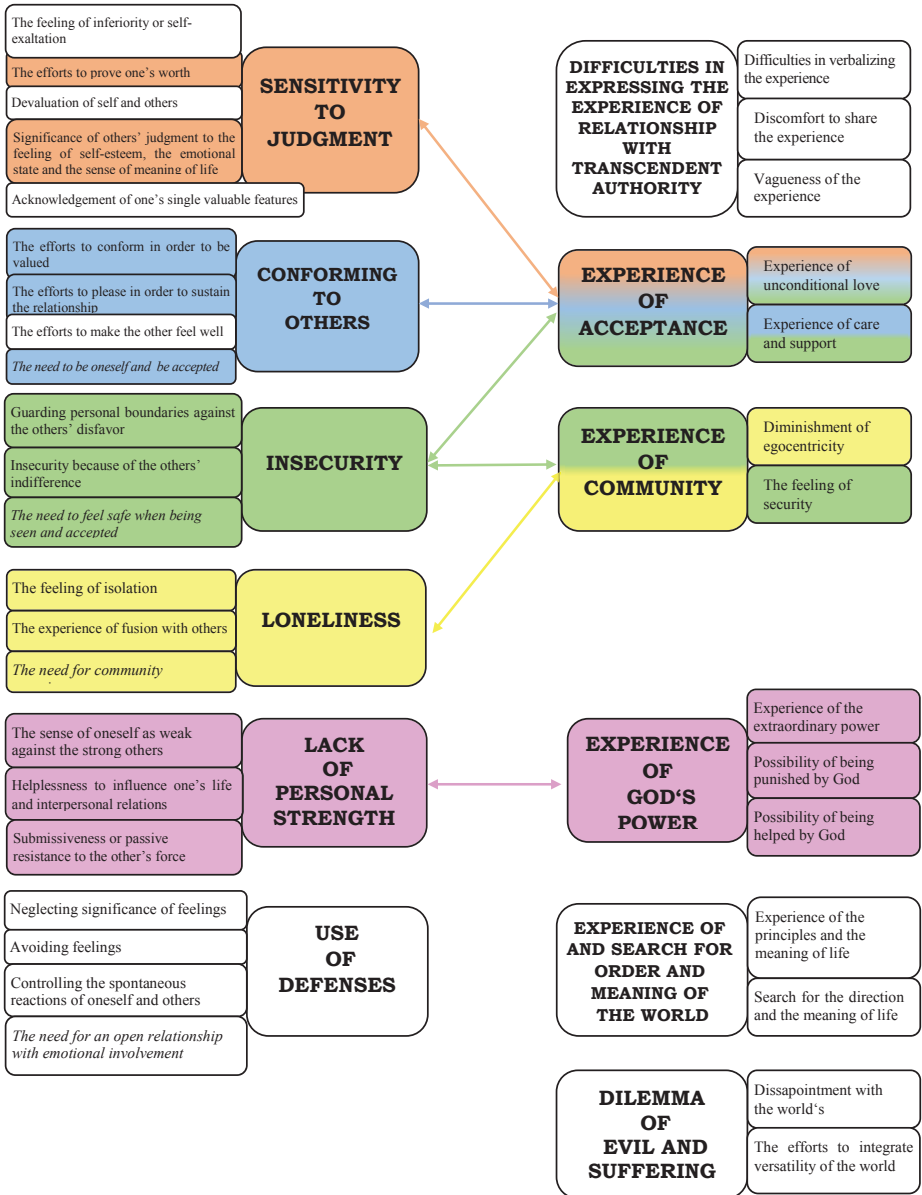 The feeling of inferiority or self-
exaltation
The efforts to prove one's worth
Devaluation of self and others
Significance of others' judgment to the
feeling of self-esteem, the emotional
state and the sense of meaning of life
Acknowledgement of one's single valuable features
SENSITIVITY
TO
JUDGMENT
The efforts to conform in order to be
valued
The efforts to please in order to sustain
the relationship
The efforts to make the other feel well
The need to be oneself and be accepted
CONFORMING
TO
OTHERS
Guarding personal boundaries against
the others' disfavor
Insecurity because of the others'
indifference
The need to feel safe when being
seen and accepted
INSECURITY
The feeling of isolation
The experience of fusion with others
The need for community
LONELINESS
The sense of oneself as weak
against the strong others
Helplessness to influence one's life
and interpersonal relations
Submissiveness or passive
resistance to the other's force
LACK
OF
PERSONAL
STRENGTH
Neglecting significance of feelings
Avoiding feelings
Controlling the spontaneous
reactions of oneself and others
The need for an open relationship
with emotional involvement
USE
OF
DEFENSES
DIFFICULTIES IN
EXPRESSING THE
EXPERIENCE OF
RELATIONSHIP
WITH
TRANSCENDENT
AUTHORITY
Difficulties in verbalizing
the experience
Discomfort to share
the experience
Vagueness of the
experience
EXPERIENCE
OF
ACCEPTANCE
Experience of
unconditional love
Experience of care
and support
EXPERIENCE
OF
COMMUNITY
Diminishment of
egocentricity
The feeling of
security
EXPERIENCE
OF
GOD'S
POWER
Experience of the
extraordinary power
Possibility of being
punished by God
Possibility of being
helped by God
EXPERIENCE OF
AND SEARCH FOR
ORDER AND
MEANING OF
THE WORLD
Experience of the
principles and the
meaning of life
Search for the direction
and the meaning of life
DILEMMA
OF
EVIL AND
SUFFERING
Dissapointment with
the world's
The efforts to integrate
versatility of the world